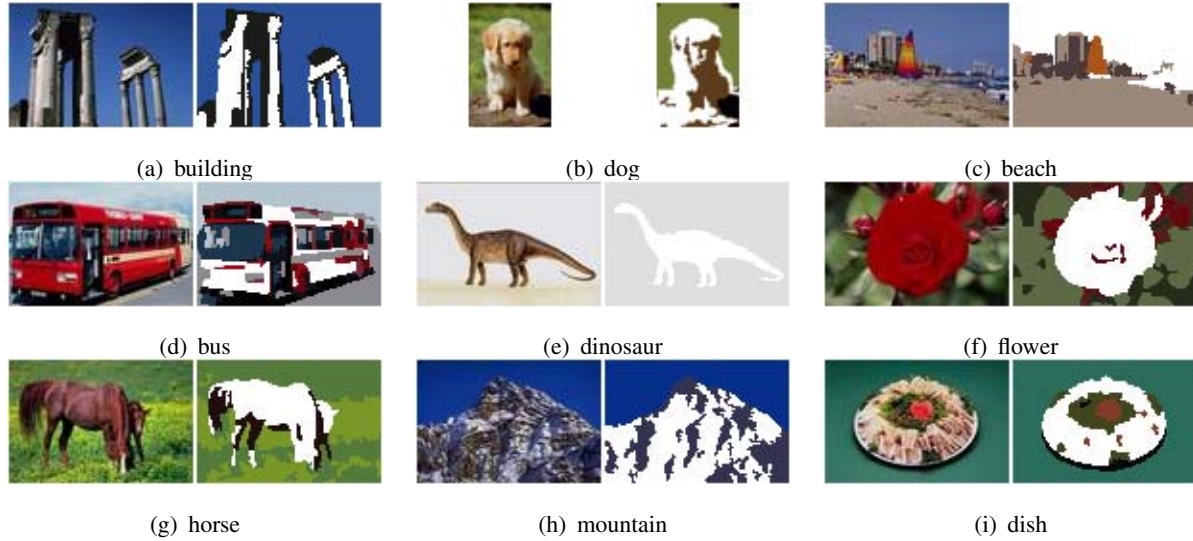 (a) building
(b) dog
(c) beach
(d) bus
(e) dinosaur
(f) flower
(g) horse
(h) mountain
(i) dish